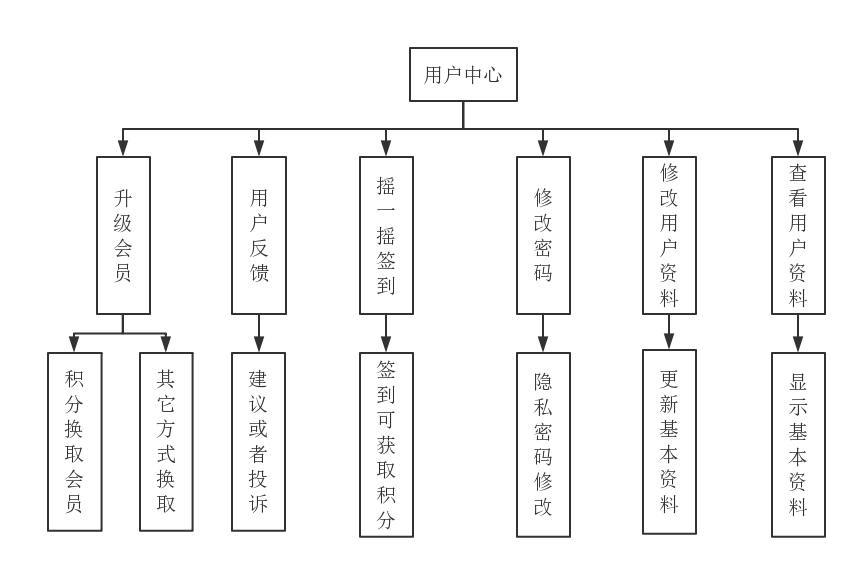 用户中心
升级会员
用户反馈
摇一摇签到
修改密码
修改用户资料
查看用户资料
积分换取会员
其它方式换取
建议或者投诉
签到可获取积分
隐私密码修改
更新基本资料
显示基本资料